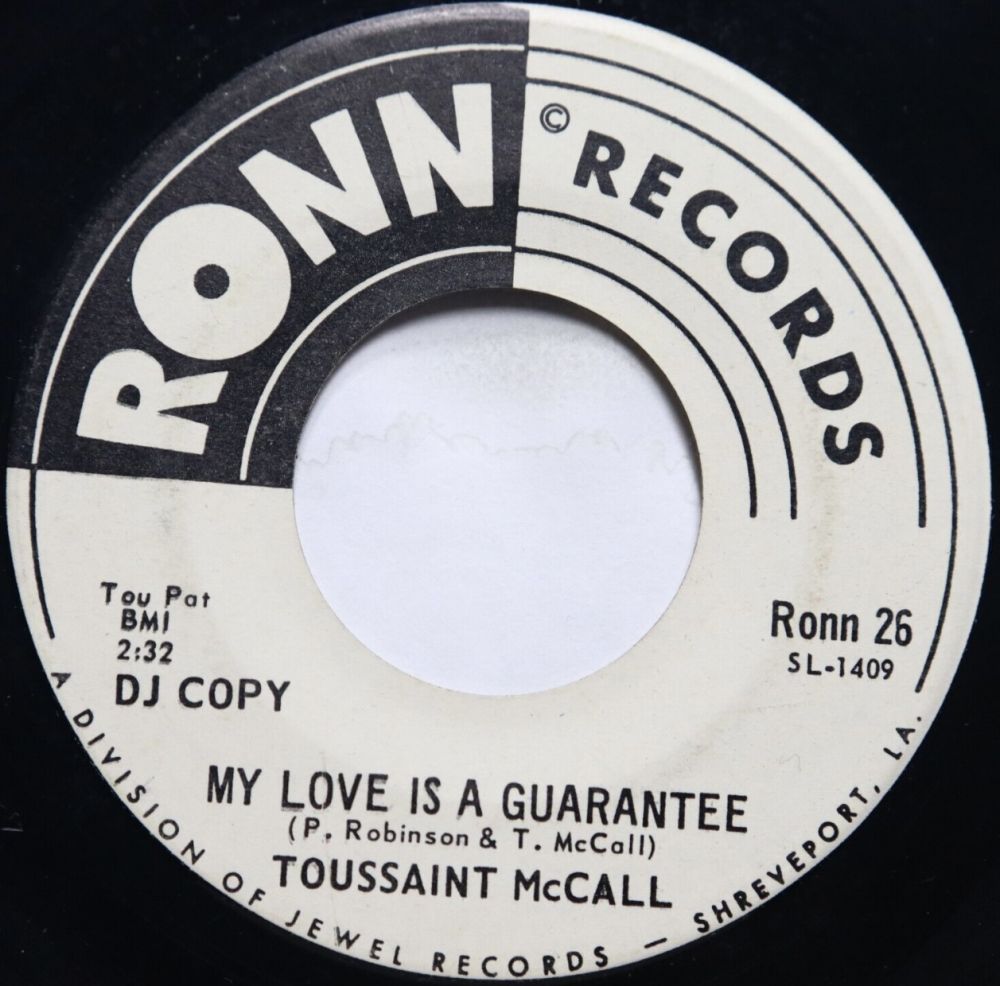 RONN
© RECORDS
Tou Pat
BMI
2:32
DJ COPY
Ronn 26
SL-1409
MY LOVE IS A GUARANTEE
(P. Robinson & T. McCall)
TOUSSAINT McCALL
A DIVISION OF JEWEL RECORDS — SHREVEPORT, LA.